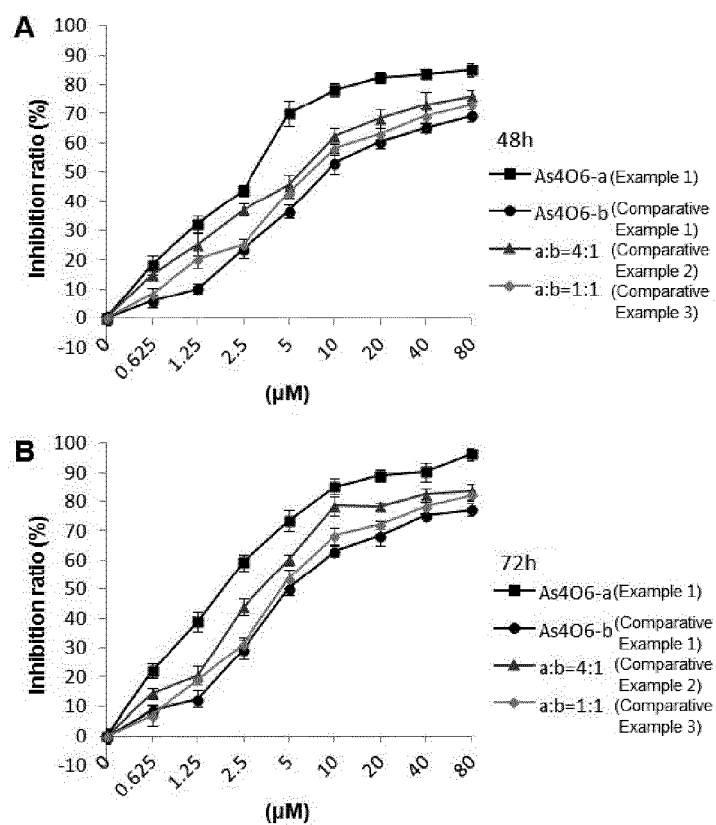 A
Inhibition ratio (%)
100
90
80
70
60
50
40
30
20
10
0
-10
0
0.625
1.25
2.5
5
10
20
40
80
(µM)
48h
As4O6-a (Example 1)
As4O6-b (Comparative
Example 1)
a:b=4:1 (Comparative
Example 2)
a:b=1:1 (Comparative
Example 3)
B
Inhibition ratio (%)
100
90
80
70
60
50
40
30
20
10
0
-10
0
0.625
1.25
2.5
5
10
20
40
80
(µM)
72h
As4O6-a (Example 1)
As4O6-b (Comparative
Example 1)
a:b=4:1 (Comparative
Example 2)
a:b=1:1 (Comparative
Example 3)